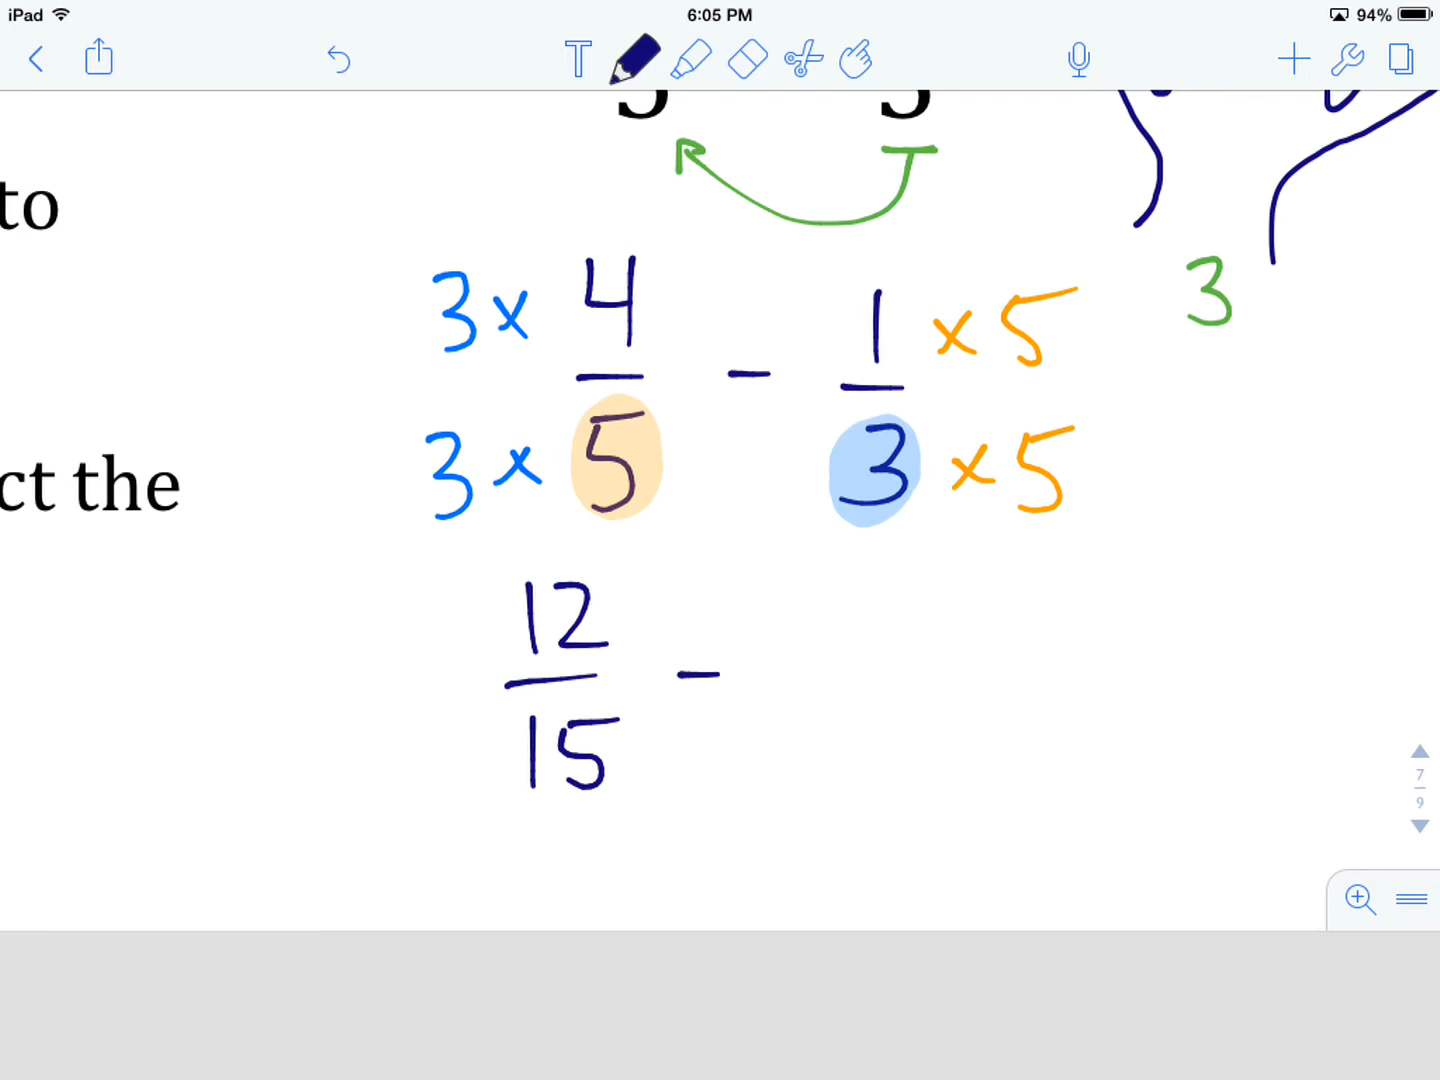 iPad 6:05 PM 94%
T
to
3 × 4 - 1 × 5 3
3 × 5 3 × 5
ct the
12 -
15
7
9